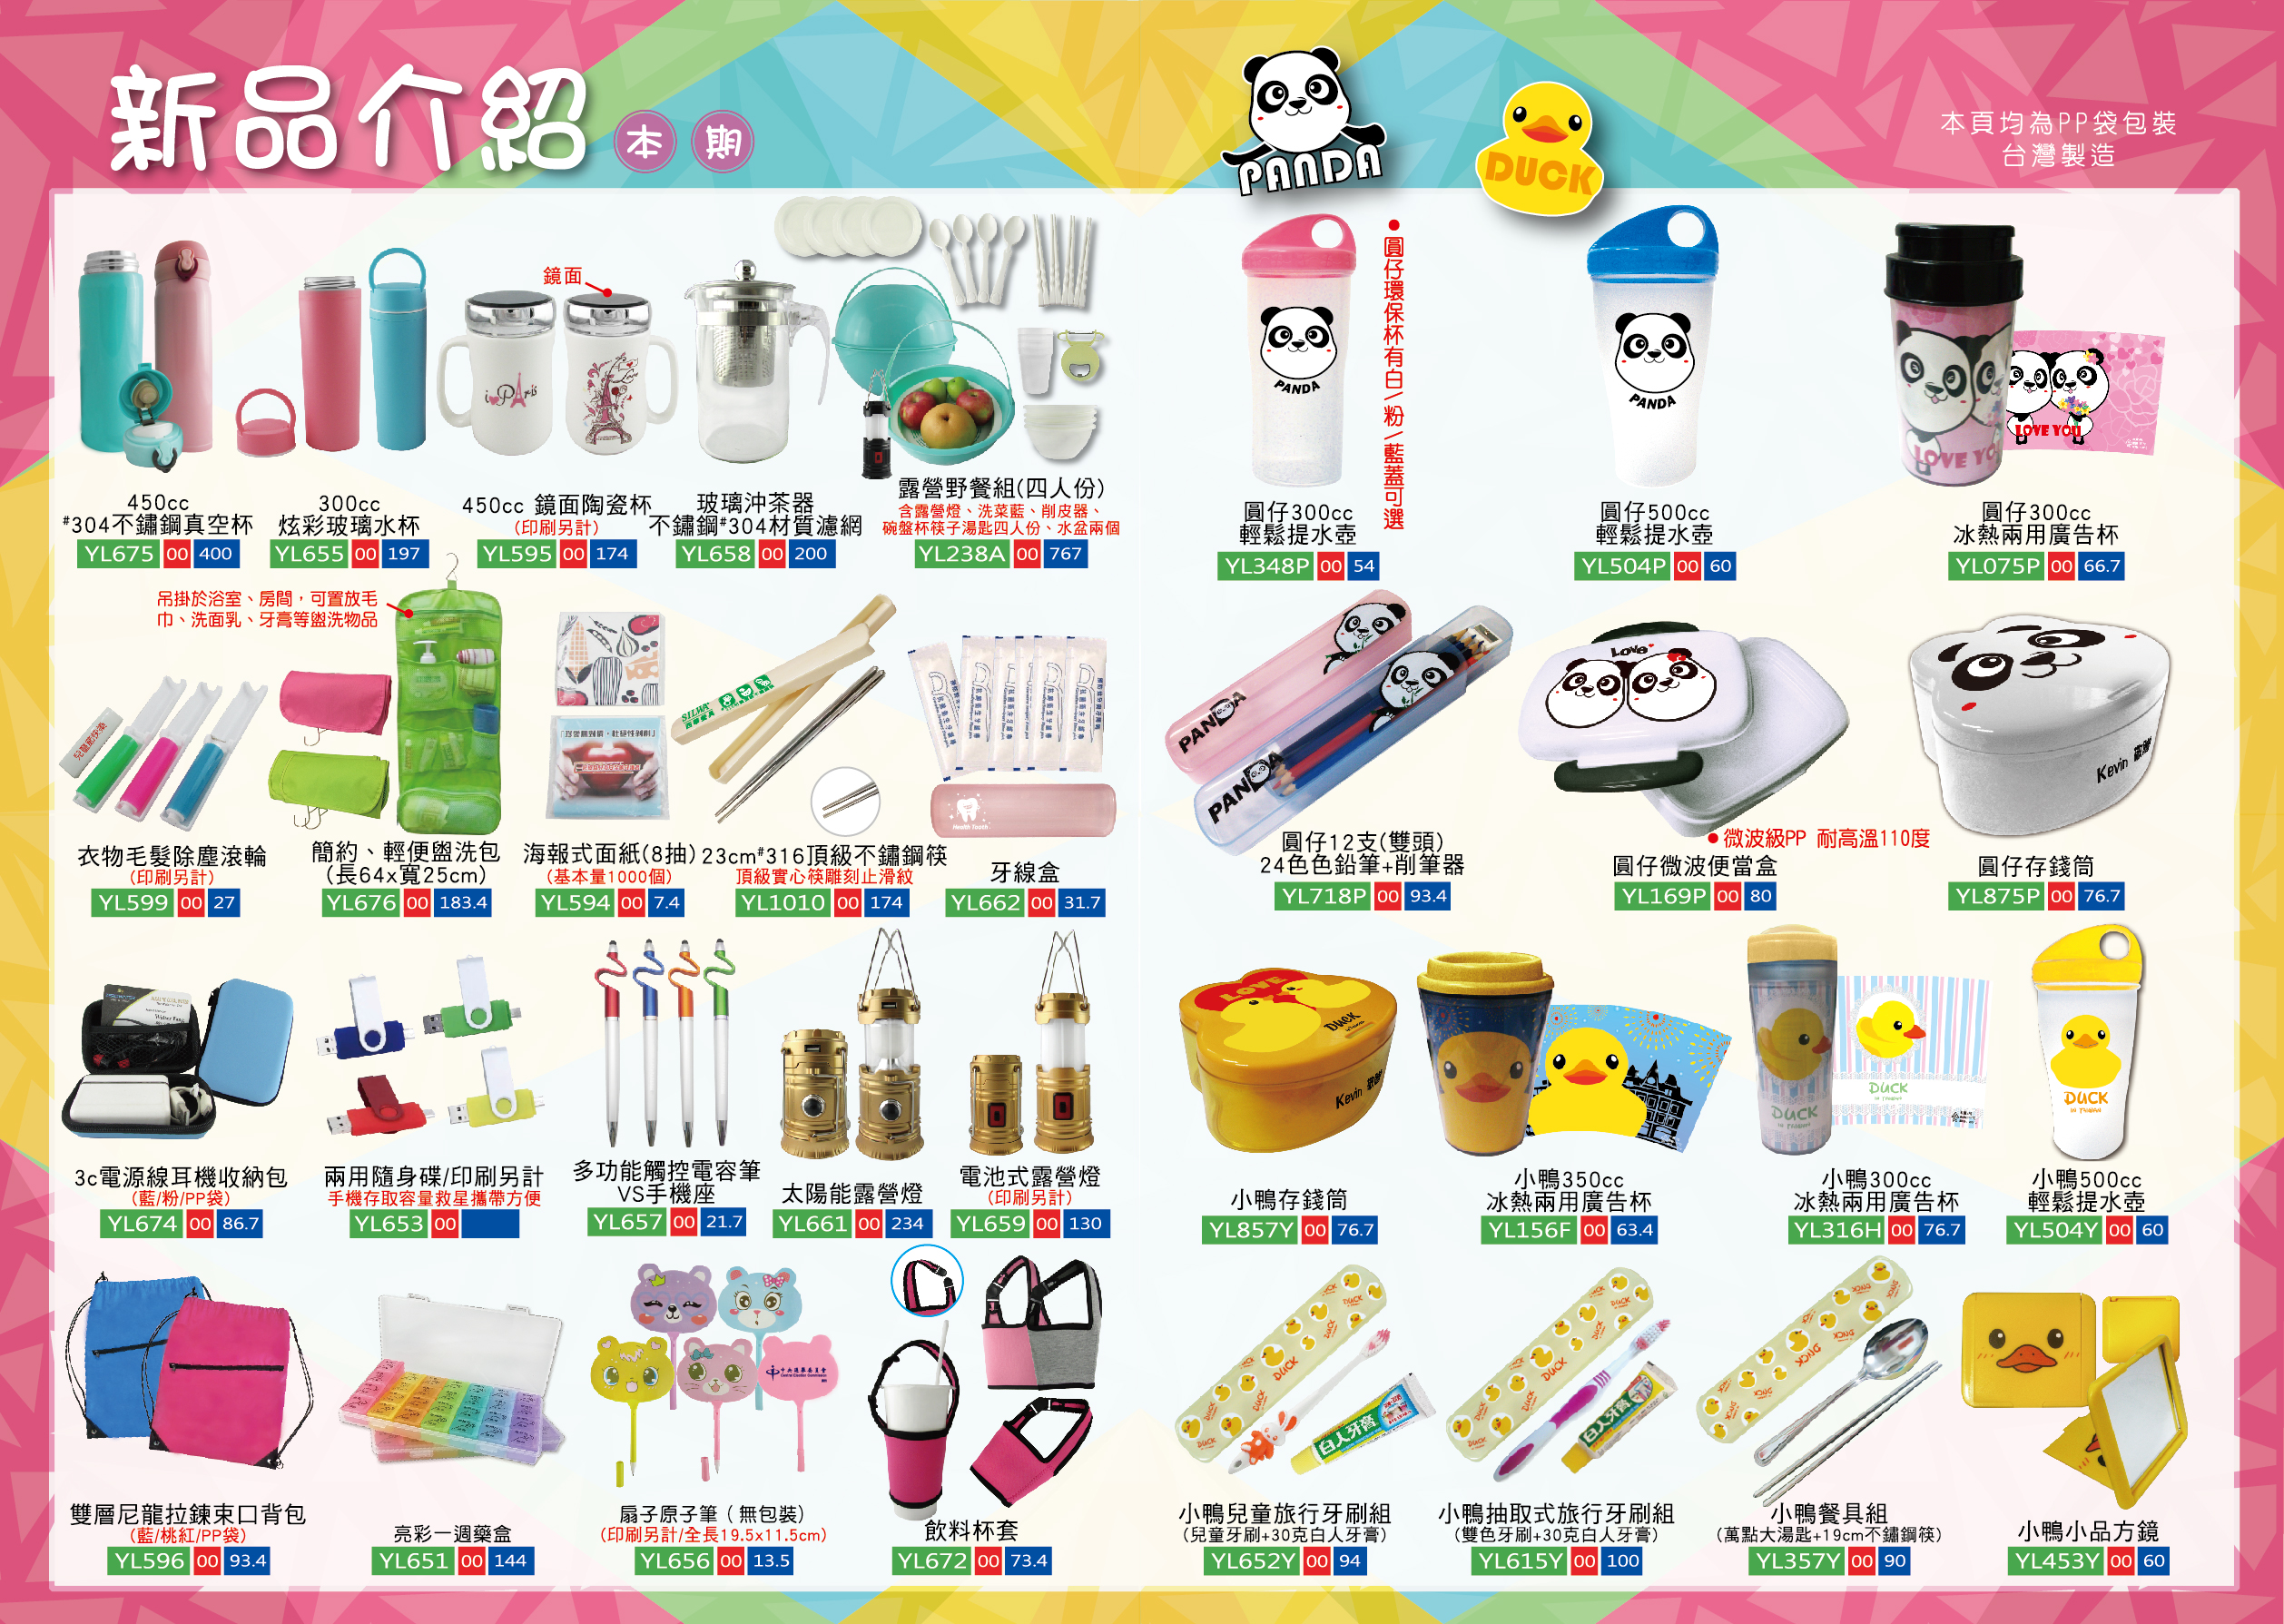 新品介紹 本期
PANDA
DUCK
本頁均為PP袋包裝
台灣製造
鏡面
450cc
#304不鏽鋼真空杯
YL675 00 400
300cc
炫彩玻璃水杯
YL655 00 197
450cc 鏡面陶瓷杯
(印刷另計)
YL595 00 174
玻璃沖茶器
不鏽鋼#304材質濾網
YL658 00 200
露營野餐組(四人份)
含露營燈、洗菜藍、削皮器、
碗盤杯筷子湯匙四人份、水盆兩個
YL238A 00 767
PANDA
圓仔300cc
輕鬆提水壺
YL348P 00 54
圓仔環保杯有白/粉/藍蓋可選
PANDA
圓仔500cc
輕鬆提水壺
YL504P 00 60
LOVE YOU
圓仔300cc
冰熱兩用廣告杯
YL075P 00 66.7
吊掛於浴室、房間，可置放毛
巾、洗面乳、牙膏等盥洗物品
衣物毛髮除塵滾輪
(印刷另計)
YL599 00 27
簡約、輕便盥洗包
(長64x寬25cm)
YL676 00 183.4
海報式面紙(8抽)
(基本量1000個)
YL594 00 7.4
23cm#316頂級不鏽鋼筷
頂級實心筷雕刻止滑紋
YL1010 00 174
Health Tooth
牙線盒
YL662 00 31.7
PANDA
PANDA
圓仔12支(雙頭)
24色色鉛筆+削筆器
YL718P 00 93.4
Love
微波級PP 耐高溫110度
圓仔微波便當盒
YL169P 00 80
Kevin
圓仔存錢筒
YL875P 00 76.7
3c電源線耳機收納包
(藍/粉/PP袋)
YL674 00 86.7
兩用隨身碟/印刷另計
手機存取容量救星攜帶方便
YL653 00
多功能觸控電容筆
VS手機座
YL657 00 21.7
太陽能露營燈
YL661 00 234
電池式露營燈
(印刷另計)
YL659 00 130
LOVE
DUCK
Kevin
小鴨存錢筒
YL857Y 00 76.7
小鴨350cc
冰熱兩用廣告杯
YL156F 00 63.4
DUCK
DUCK
小鴨300cc
冰熱兩用廣告杯
YL316H 00 76.7
DUCK
小鴨500cc
輕鬆提水壺
YL504Y 00 60
雙層尼龍拉鍊束口背包
(藍/桃紅/PP袋)
YL596 00 93.4
亮彩一週藥盒
YL651 00 144
扇子原子筆（無包裝）
(印刷另計/全長19.5x11.5cm)
YL656 00 13.5
飲料杯套
YL672 00 73.4
白人牙膏
小鴨兒童旅行牙刷組
(兒童牙刷+30克白人牙膏)
YL652Y 00 94
白人牙膏
小鴨抽取式旅行牙刷組
(雙色牙刷+30克白人牙膏)
YL615Y 00 100
小鴨餐具組
(萬點大湯匙+19cm不鏽鋼筷)
YL357Y 00 90
小鴨小品方鏡
YL453Y 00 60